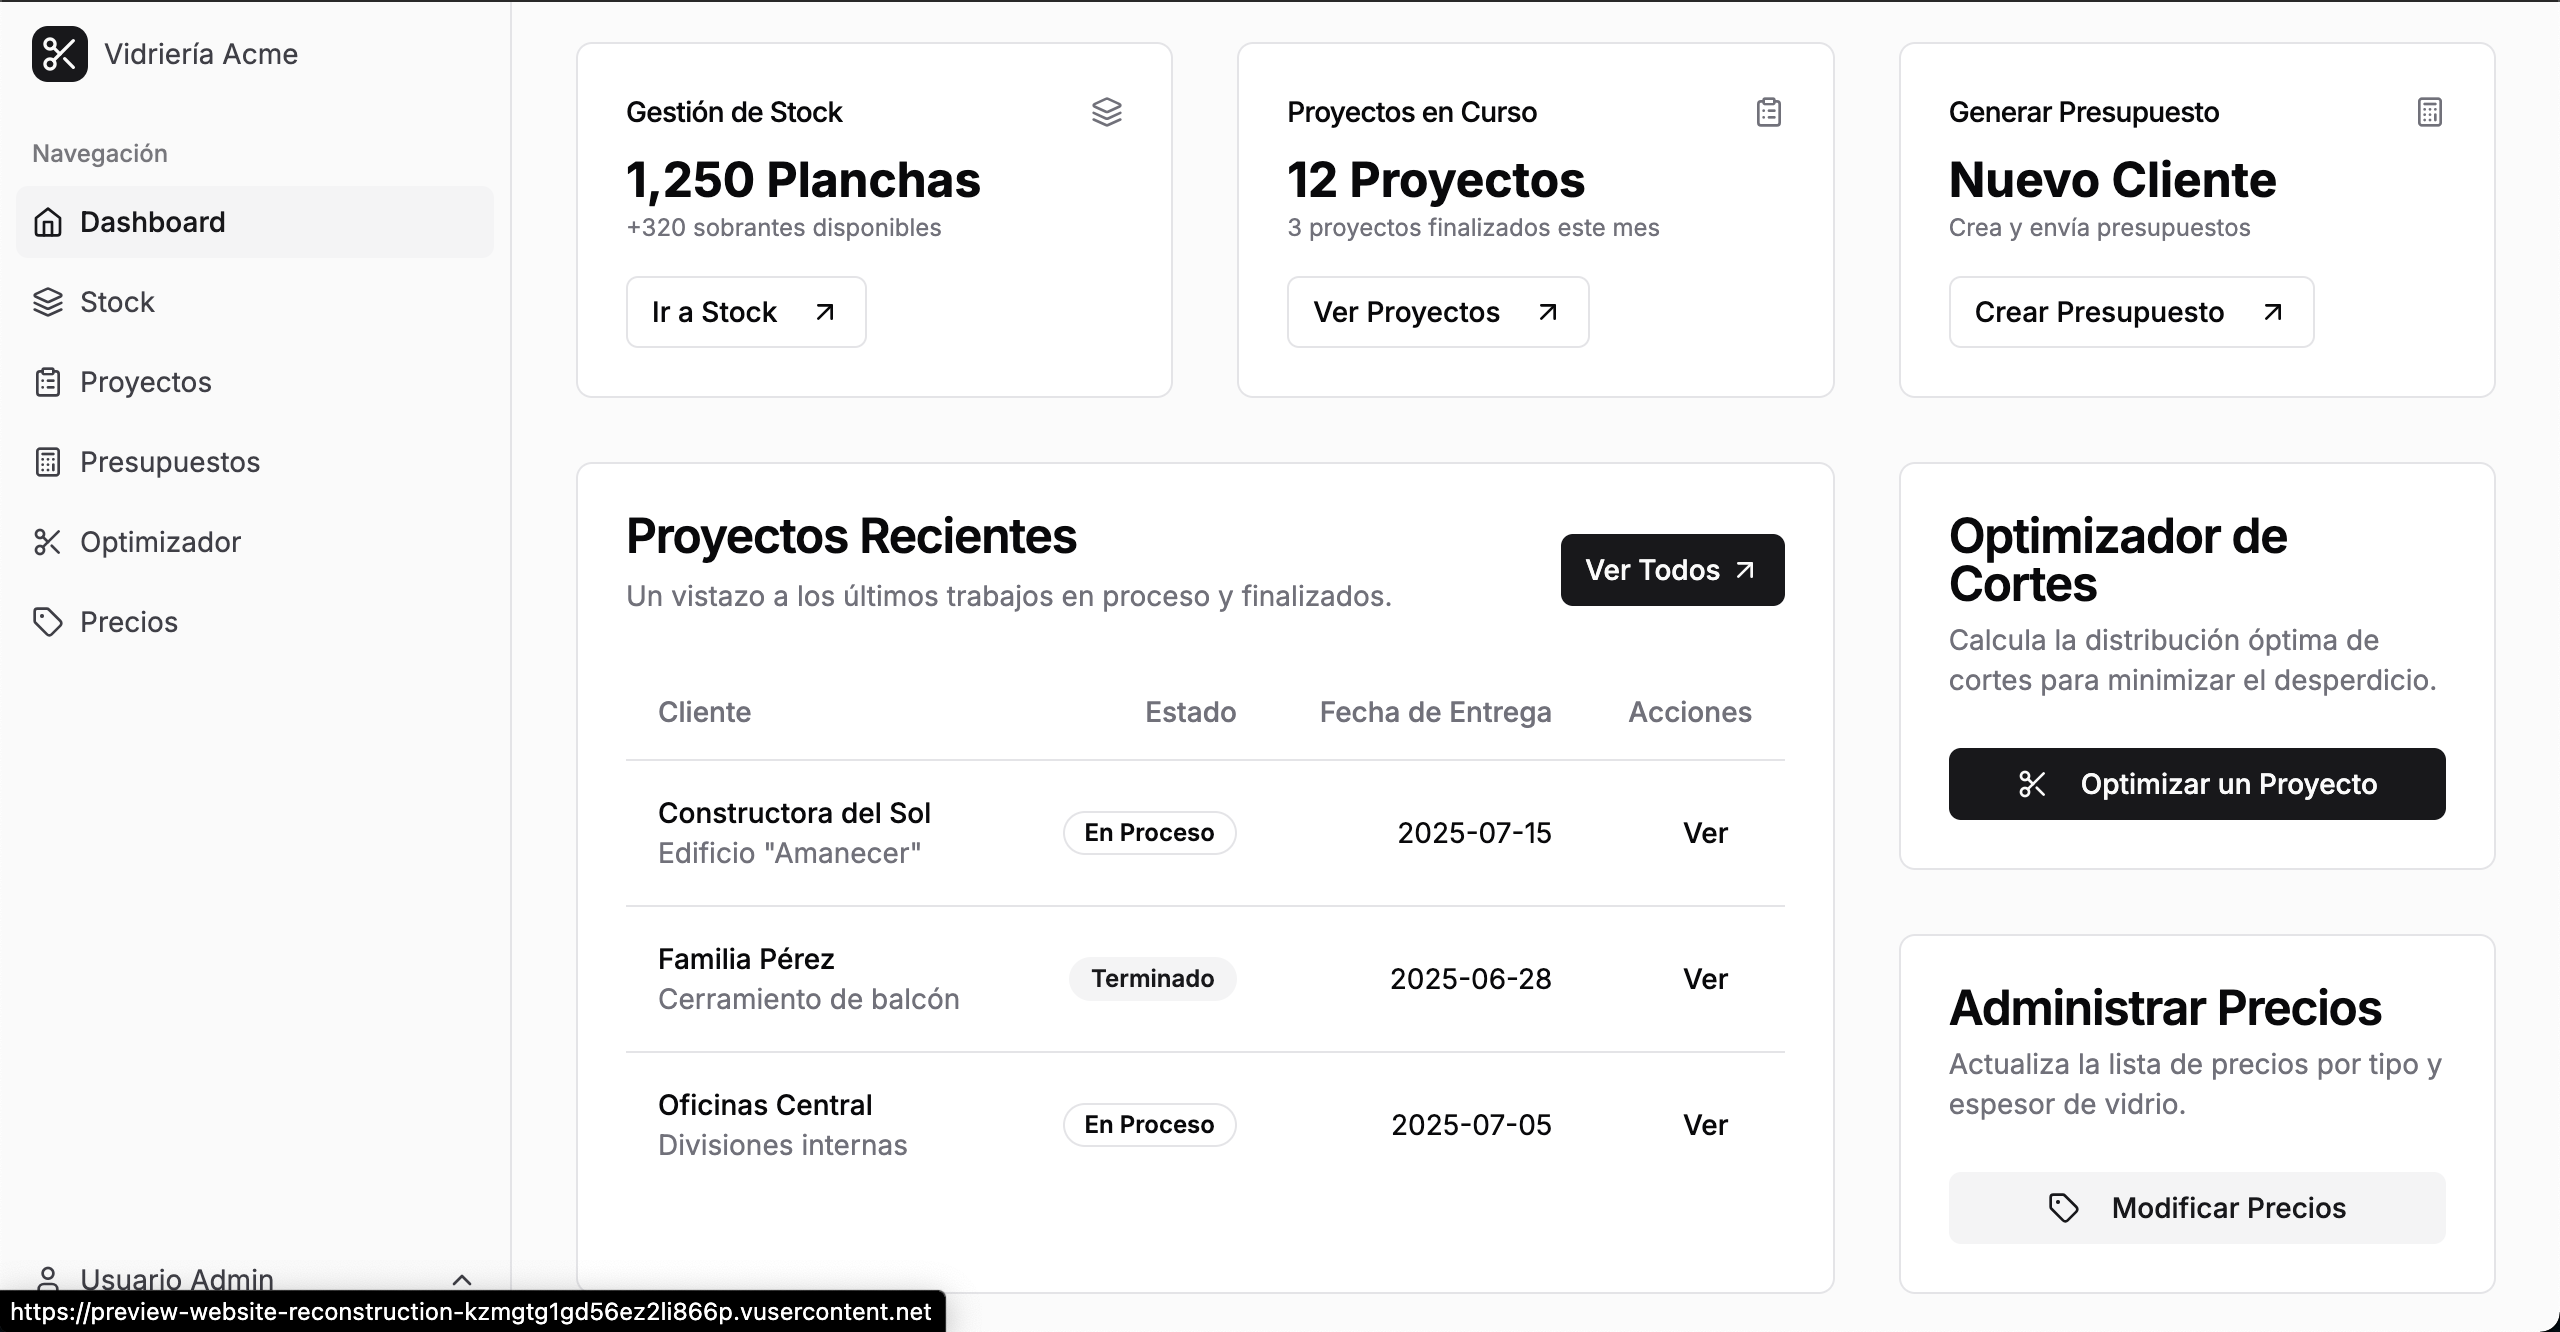 Vidriería Acme
Navegación
Dashboard
Stock
Proyectos
Presupuestos
Optimizador
Precios
Usuario Admin
https://preview-website-reconstruction-kzmgtg1gd56ez2li866p.vusercontent.net
Gestión de Stock
1,250 Planchas
+320 sobrantes disponibles
Ir a Stock
Proyectos en Curso
12 Proyectos
3 proyectos finalizados este mes
Ver Proyectos
Generar Presupuesto
Nuevo Cliente
Crea y envía presupuestos
Crear Presupuesto
Proyectos Recientes
Un vistazo a los últimos trabajos en proceso y finalizados.
Ver Todos
Cliente Estado Fecha de Entrega Acciones
Constructora del Sol
Edificio "Amanecer"
En Proceso 2025-07-15 Ver
Familia Pérez
Cerramiento de balcón
Terminado 2025-06-28 Ver
Oficinas Central
Divisiones internas
En Proceso 2025-07-05 Ver
Optimizador de
Cortes
Calcula la distribución óptima de
cortes para minimizar el desperdicio.
Optimizar un Proyecto
Administrar Precios
Actualiza la lista de precios por tipo y
espesor de vidrio.
Modificar Precios